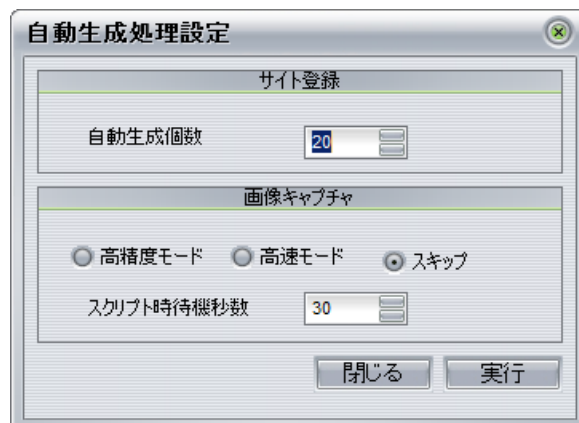 自動生成処理設定
サイト登録
自動生成個数 20
画像キャプチャ
高精度モード 高速モード スキップ
スクリプト時待機秒数 30
閉じる 実行